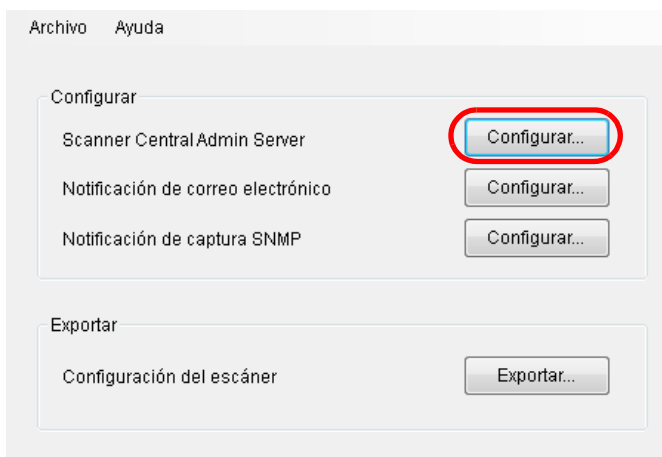 Archivo Ayuda
Configurar
Scanner Central Admin Server Configurar...
Notificación de correo electrónico Configurar...
Notificación de captura SNMP Configurar...
Exportar
Configuración del escáner Exportar...